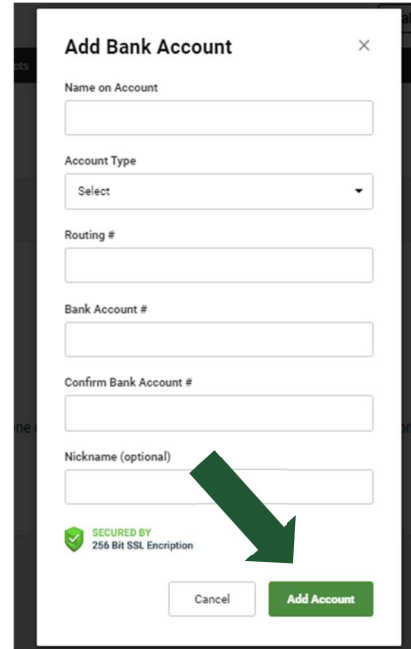 Add Bank Account
Name on Account
Account Type
Select
Routing #
Bank Account #
Confirm Bank Account #
Nickname (optional)
SECURED BY
256 Bit SSL Encription
Cancel Add Account